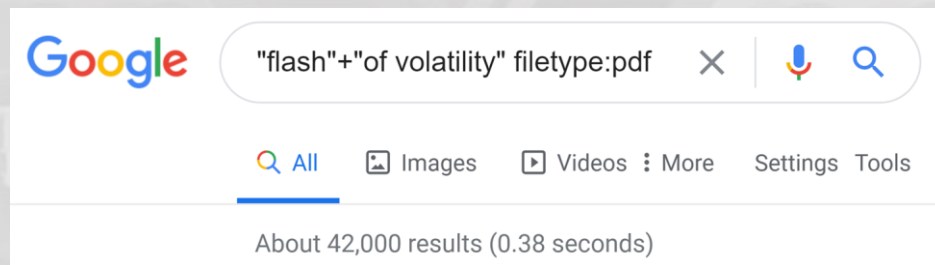 Google "flash"+"of volatility" filetype:pdf
All Images Videos More Settings Tools
About 42,000 results (0.38 seconds)